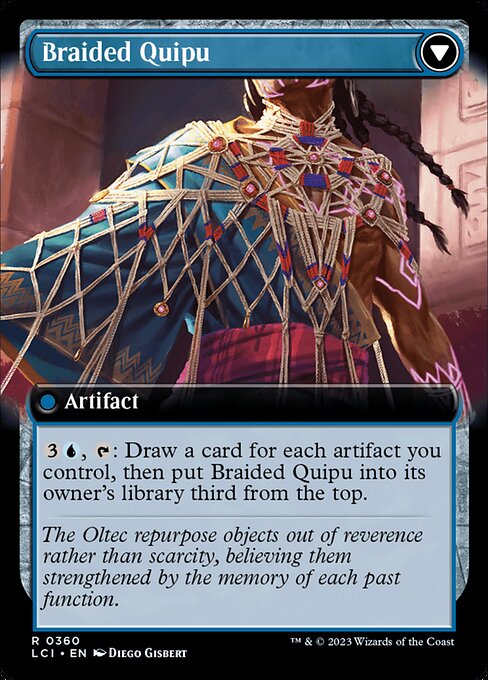 Braided Quipu
Artifact
3, : Draw a card for each artifact you
control, then put Braided Quipu into its
owner's library third from the top.
The Oltec repurpose objects out of reverence
rather than scarcity, believing them
strengthened by the memory of each past
function.
R 0360
LCI • EN Diego Gisbert
™ & © 2023 Wizards of the Coast